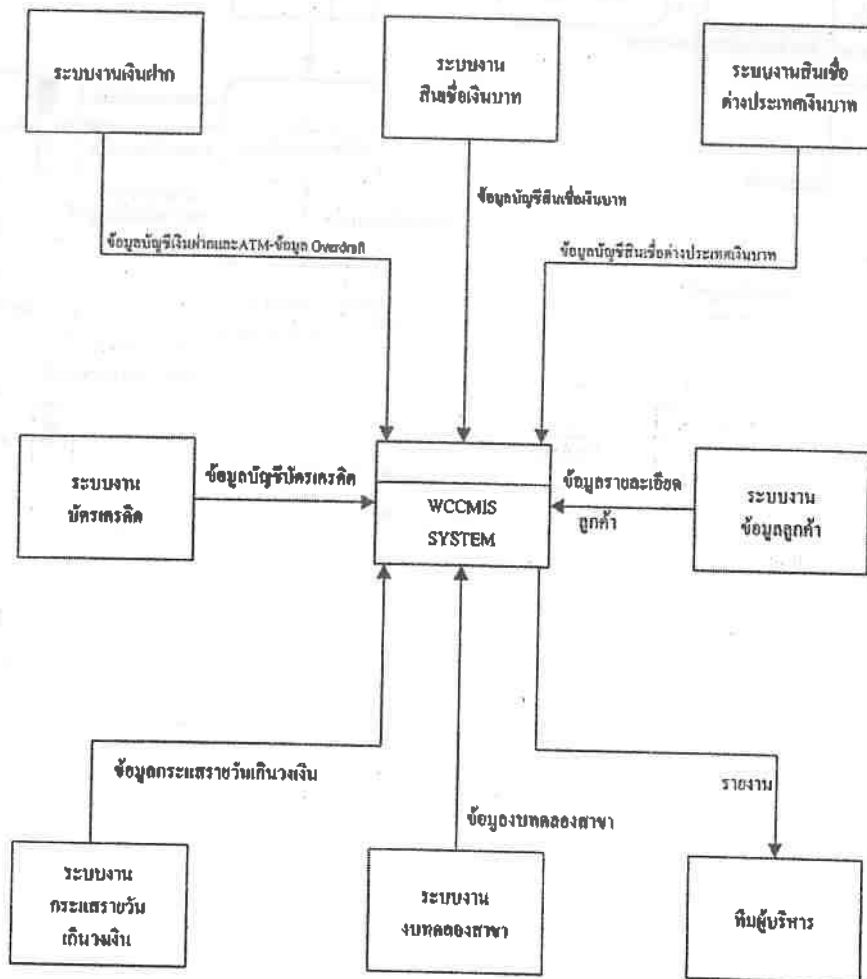 ระบบงานเงินฝาก
ระบบงาน
สินเชื่อเงินบาท
ระบบงานสินเชื่อ
ต่างประเทศเงินบาท
ข้อมูลบัญชีสินเชื่อเงินบาท
ข้อมูลบัญชีเงินฝากและATM-ข้อมูล Overdraft
ข้อมูลบัญชีสินเชื่อต่างประเทศเงินบาท
ระบบงาน
บัตรเครดิต
ข้อมูลบัญชีบัตรเครดิต
WCCMIS
SYSTEM
ข้อมูลรายละเอียด
ลูกค้า
ระบบงาน
ข้อมูลลูกค้า
ข้อมูลกระแสรายวันเกินวงเงิน
ข้อมูลงบทดลองสาขา
รายงาน
ระบบงาน
กระแสรายวัน
เกินวงเงิน
ระบบงาน
งบทดลองสาขา
ทีมผู้บริหาร